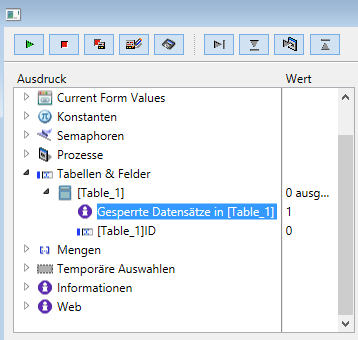 Ausdruck Wert
Current Form Values
Konstanten
Semaphoren
Prozesse
Tabellen & Felder
[Table_1] 0 ausg...
Gesperrte Datensätze in [Table_1] 1
[Table_1]ID 0
Mengen
Temporäre Auswahlen
Informationen
Web